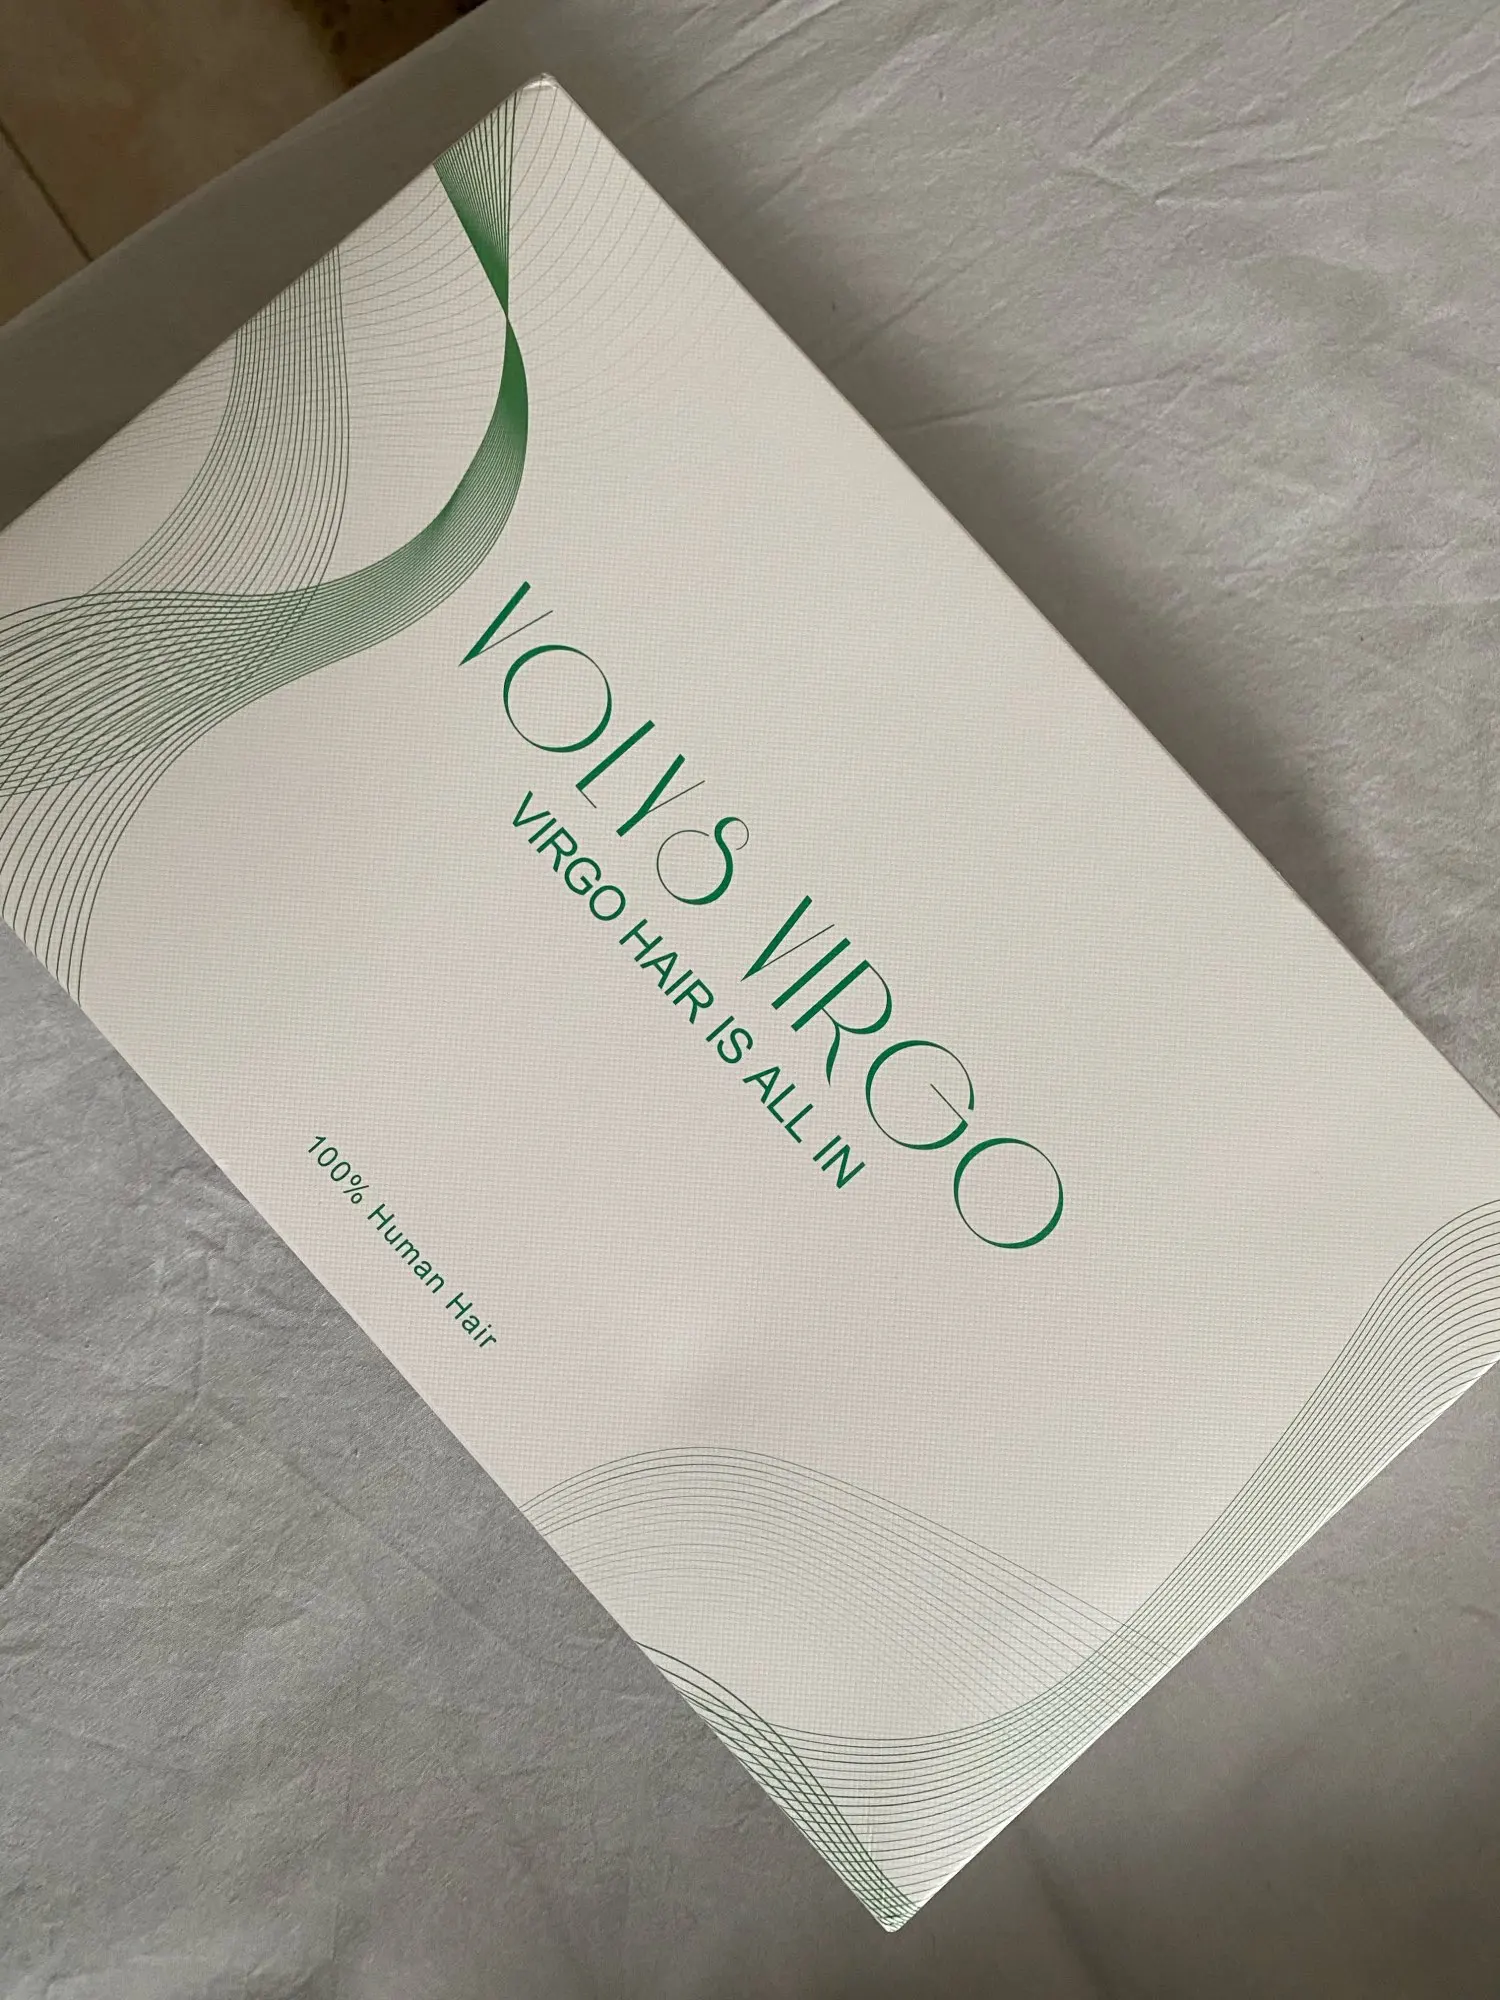 VOLYS VIRGO
VIRGO HAIR IS ALL IN
100% Human Hair